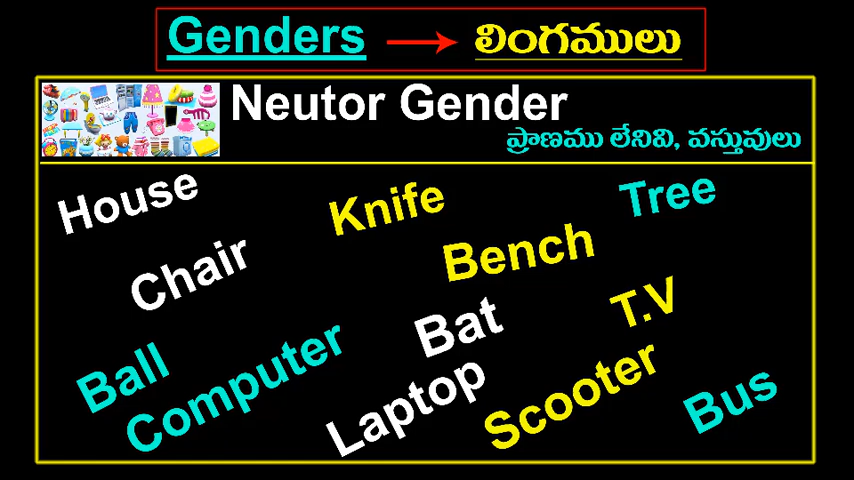 Genders → లింగములు
Neutor Gender
ప్రాణము లేనివి, వస్తువులు
House
Knife
Tree
Chair
Bench
Bat
T.V
Ball
Computer
Laptop
Scooter
Bus